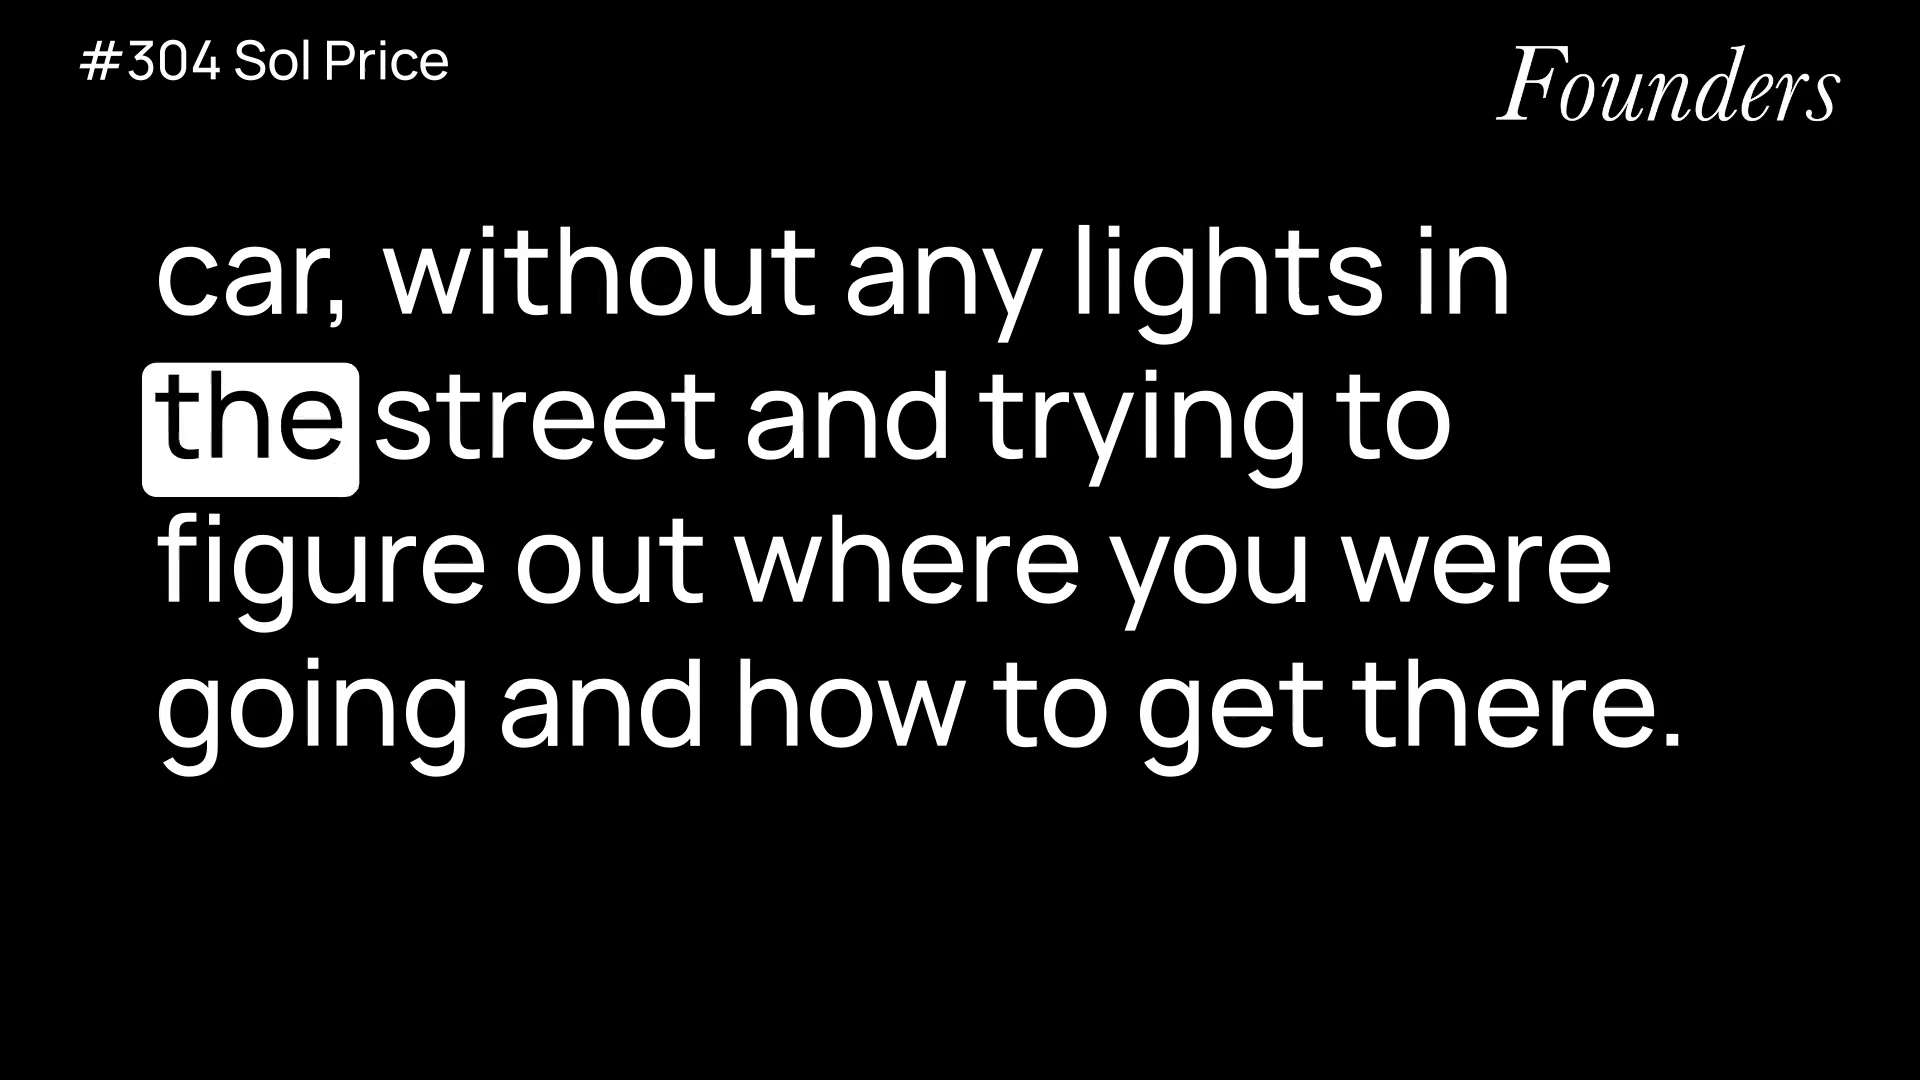 #304 Sol Price
Founders
car, without any lights in
the street and trying to
figure out where you were
going and how to get there.